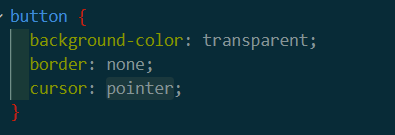 button {
background-color: transparent;
border: none;
cursor: pointer;
}